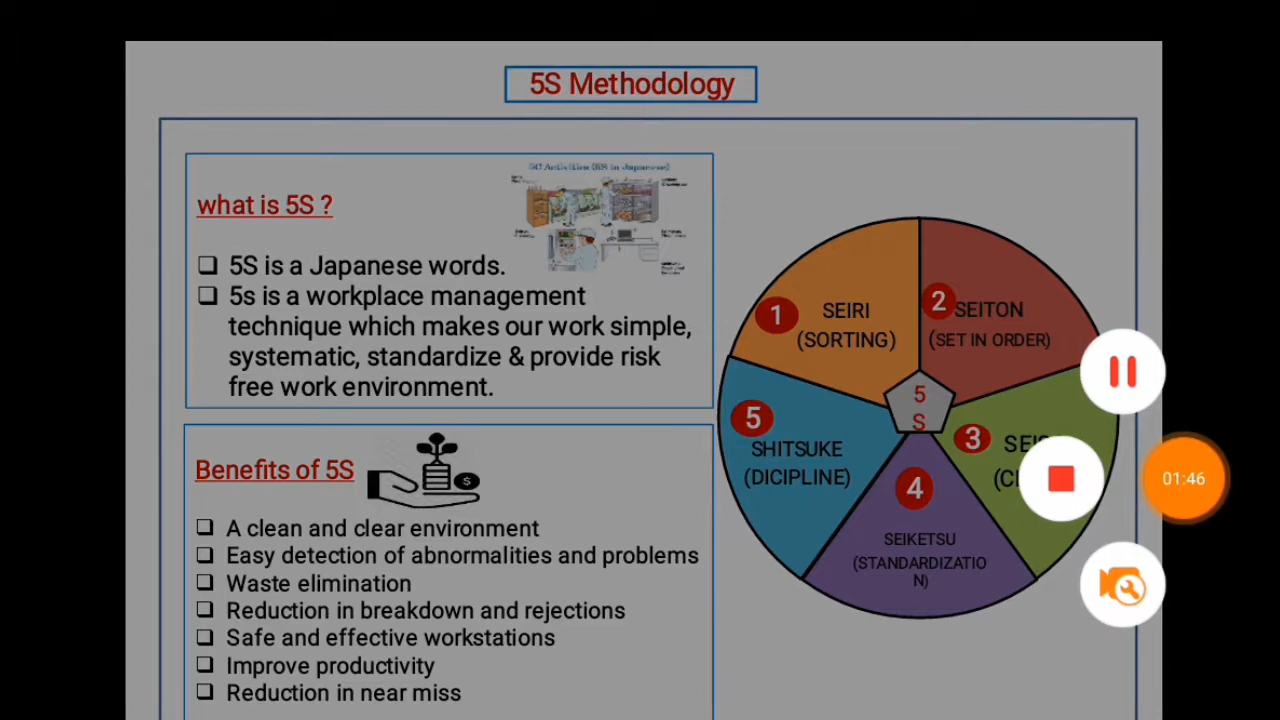 5S Methodology
what is 5S ?
5S is a Japanese words.
5s is a workplace management
technique which makes our work simple,
systematic, standardize & provide risk
free work environment.
Benefits of 5S
$
A clean and clear environment
Easy detection of abnormalities and problems
Waste elimination
Reduction in breakdown and rejections
Safe and effective workstations
Improve productivity
Reduction in near miss
1
SEIRI
(SORTING)
2
SEITON
(SET IN ORDER)
3
4
SEIKETSU
(STANDARDIZATIO
N)
5
SHITSUKE
(DICIPLINE)
5
S
01:46